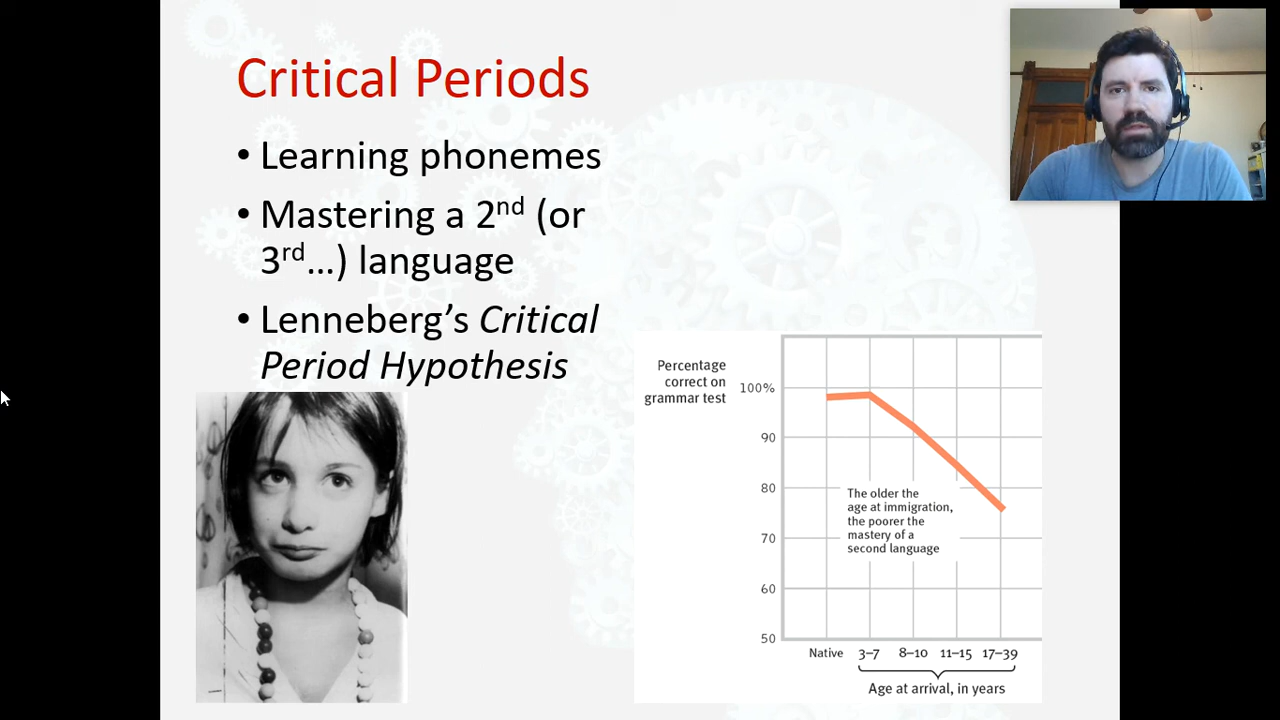 Critical Periods
• Learning phonemes
• Mastering a 2nd (or
3rd...) language
• Lenneberg’s Critical
Period Hypothesis
Percentage
correct on
grammar test
100%
90
80
70
60
50
The older the
age at immigration,
the poorer the
mastery of a
second language
Native 3–7 8–10 11–15 17–39
Age at arrival, in years